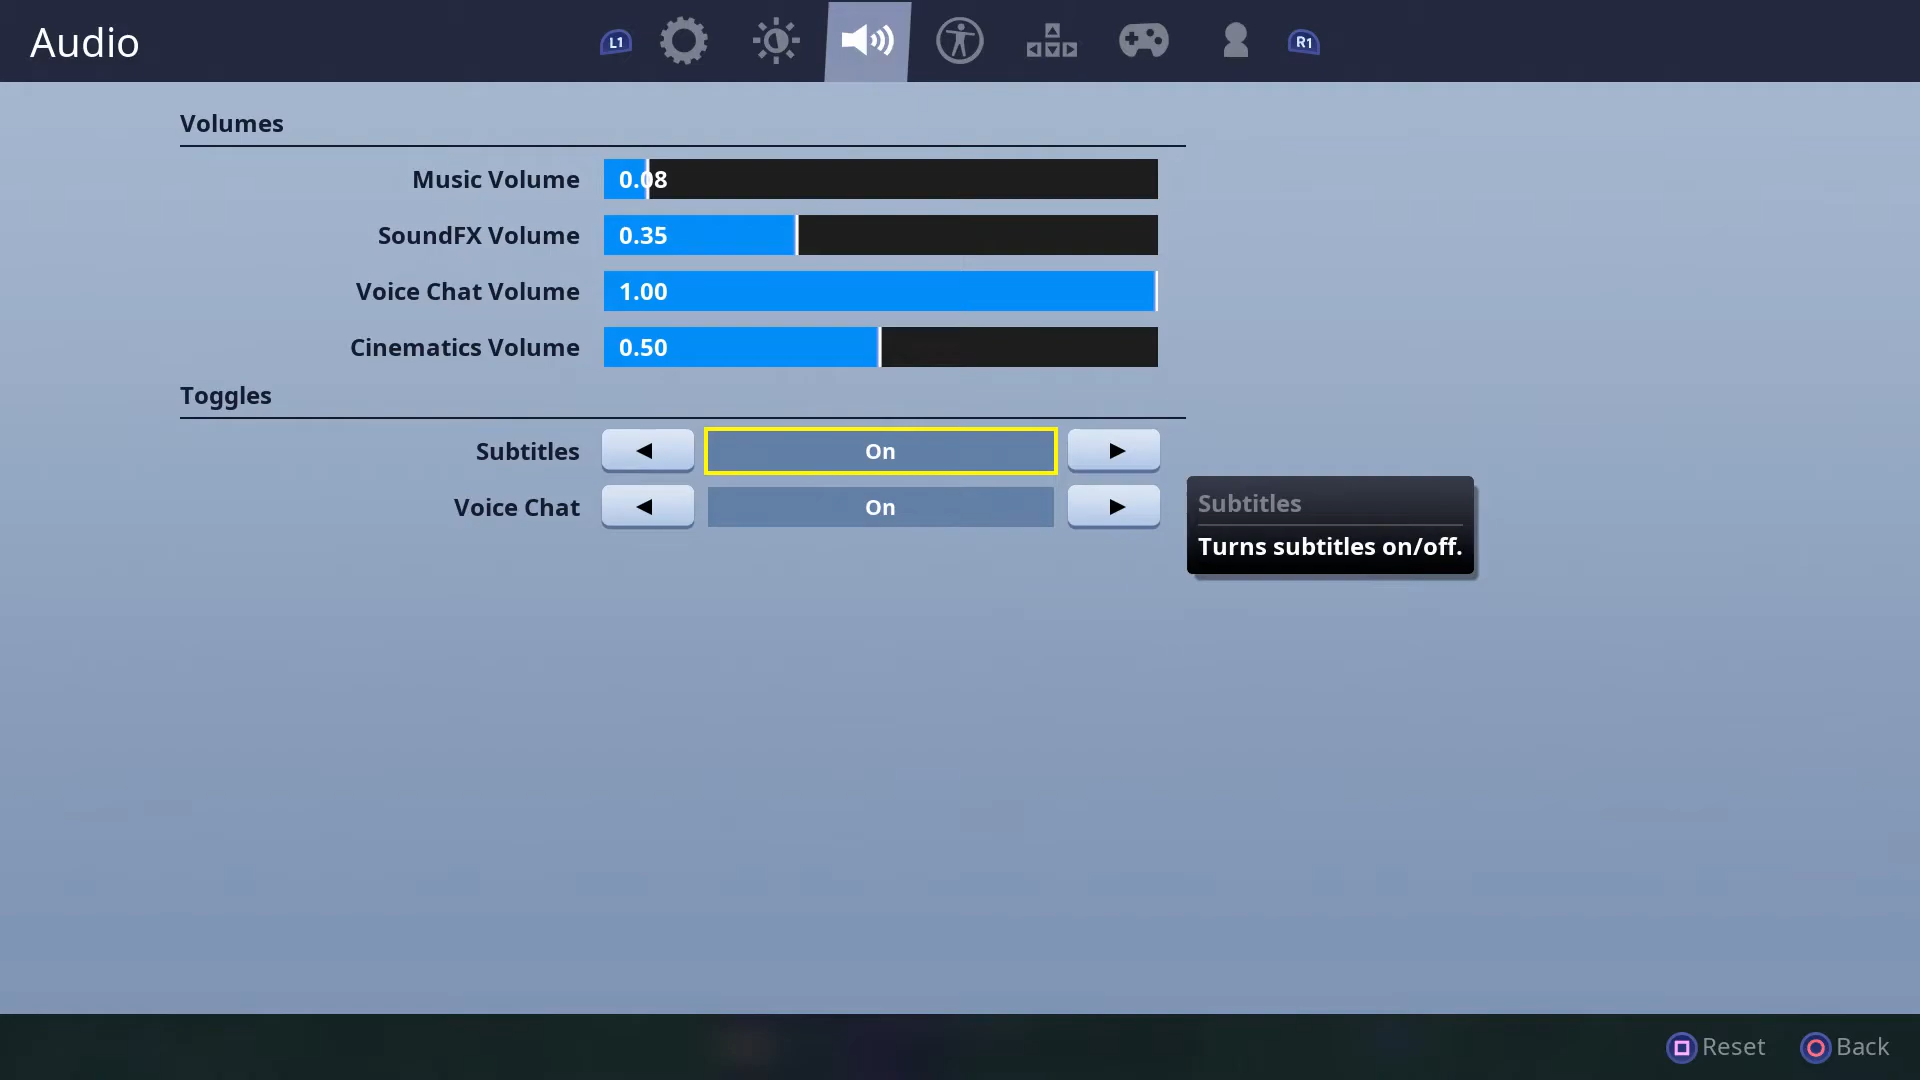 Audio
L1
R1
Volumes
Music Volume 0.08
SoundFX Volume 0.35
Voice Chat Volume 1.00
Cinematics Volume 0.50
Toggles
Subtitles On
Voice Chat On
Subtitles
Turns subtitles on/off.
Reset Back